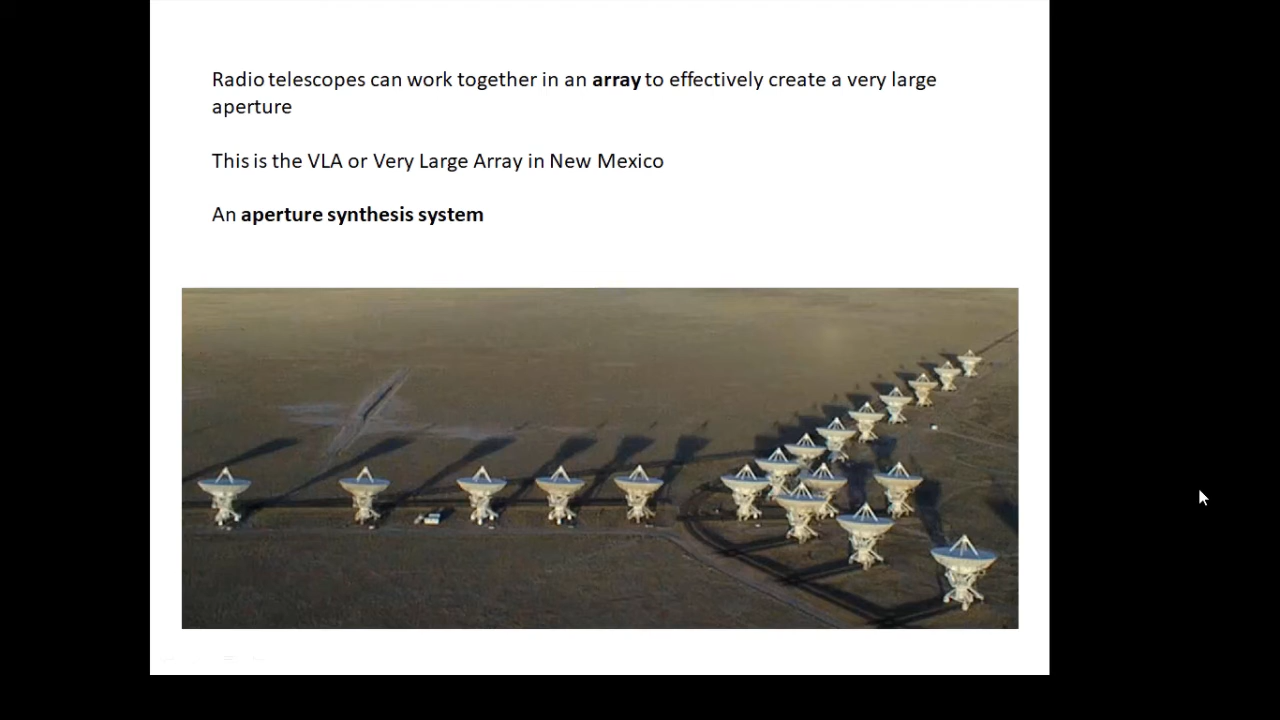 Radio telescopes can work together in an array to effectively create a very large
aperture
This is the VLA or Very Large Array in New Mexico
An aperture synthesis system